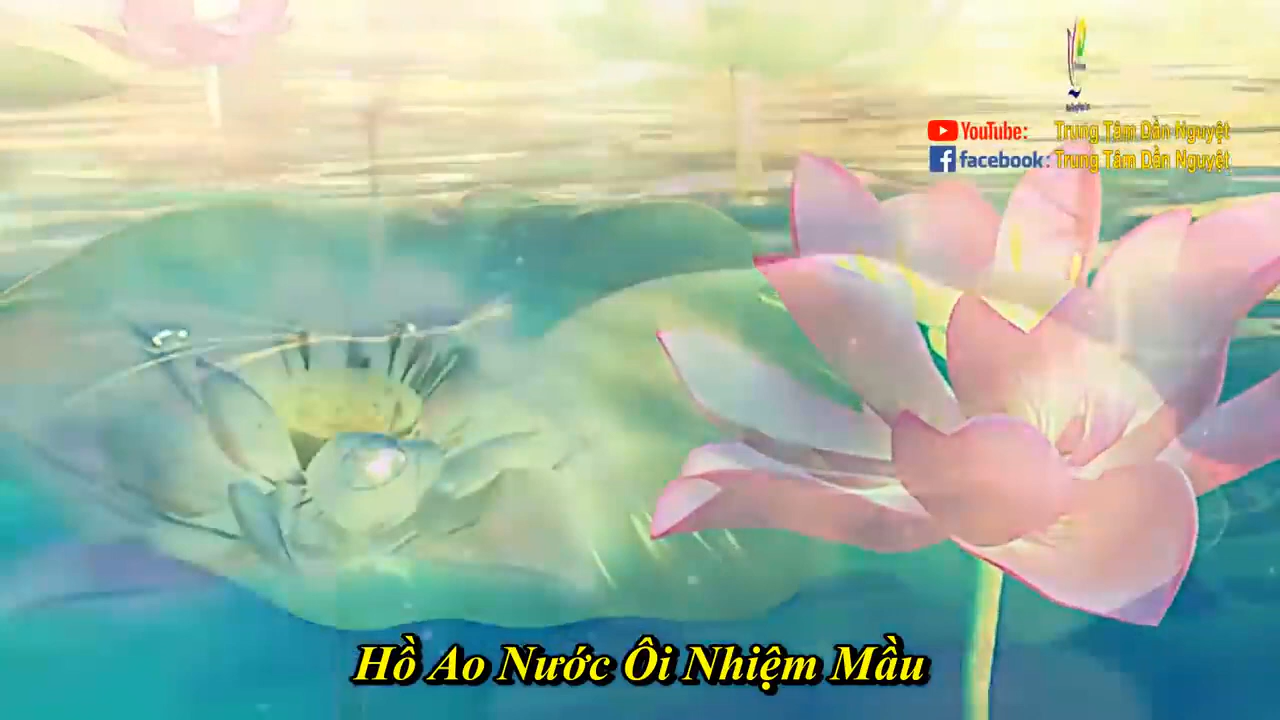 YouTube: Trung Tâm Dần Nguyệt
facebook: Trung Tâm Dần Nguyệt
Hồ Ao Nước Ôi Nhiệm Mầu